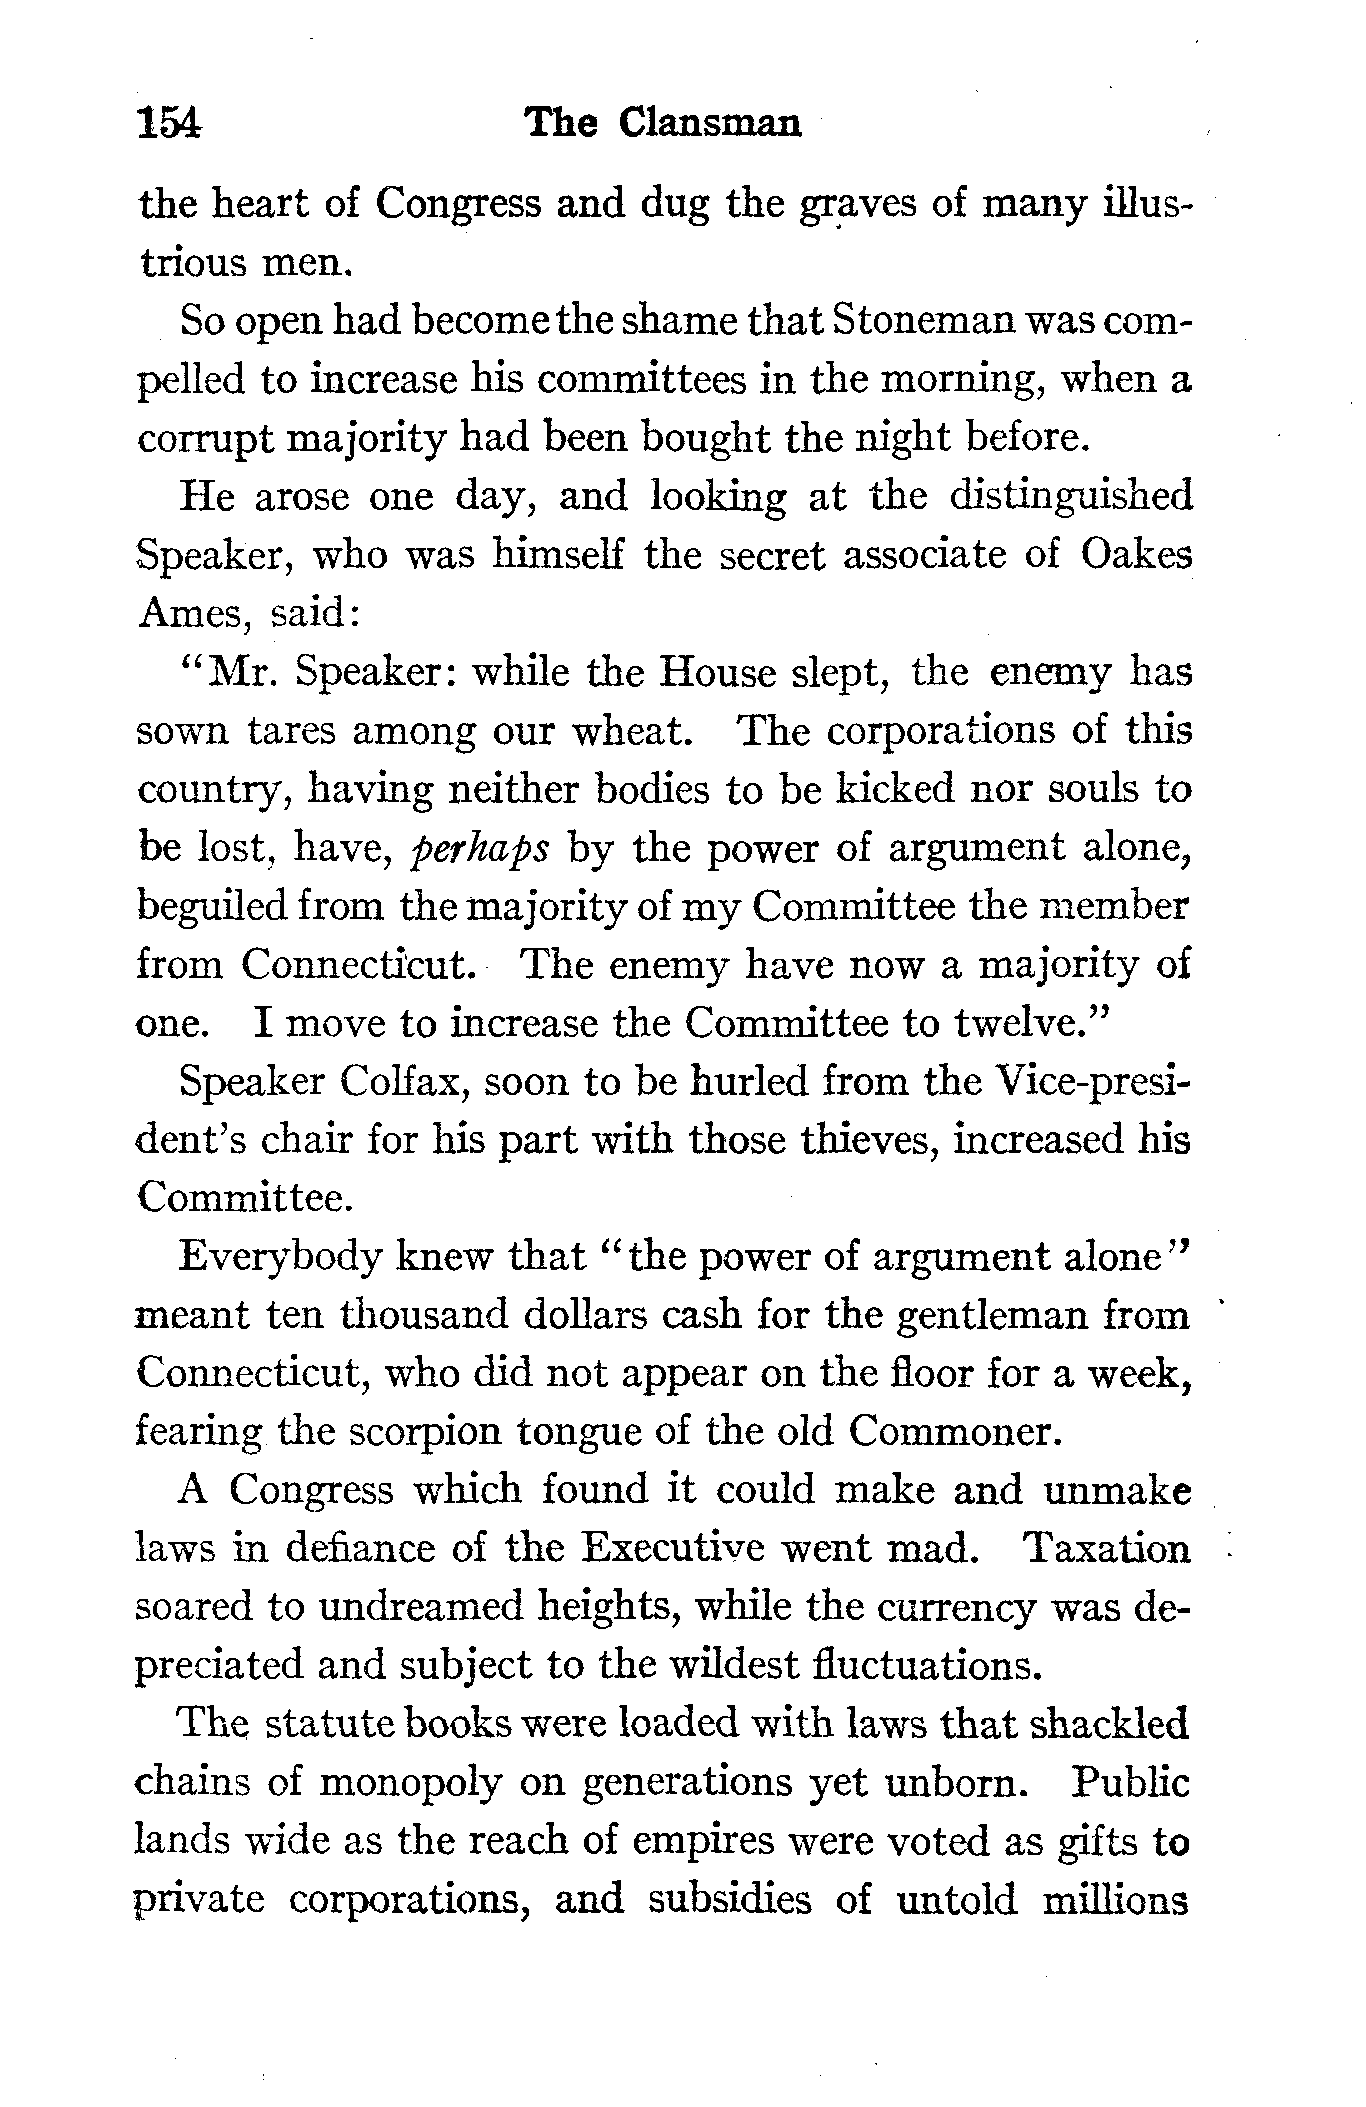 154 The Clansman
the heart of Congress and dug the graves of many illus-
trious men.
So open had become the shame that Stoneman was com-
pelled to increase his committees in the morning, when a
corrupt majority had been bought the night before.
He arose one day, and looking at the distinguished
Speaker, who was himself the secret associate of Oakes
Ames, said:
"Mr. Speaker: while the House slept, the enemy has
sown tares among our wheat. The corporations of this
country, having neither bodies to be kicked nor souls to
be lost, have, perhaps by the power of argument alone,
beguiled from the majority of my Committee the member
from Connecticut. The enemy have now a majority of
one. I move to increase the Committee to twelve."
Speaker Colfax, soon to be hurled from the Vice-presi-
dent's chair for his part with those thieves, increased his
Committee.
Everybody knew that "the power of argument alone"
meant ten thousand dollars cash for the gentleman from
Connecticut, who did not appear on the floor for a week,
fearing the scorpion tongue of the old Commoner.
A Congress which found it could make and unmake
laws in defiance of the Executive went mad. Taxation
soared to undreamed heights, while the currency was de-
preciated and subject to the wildest fluctuations.
The statute books were loaded with laws that shackled
chains of monopoly on generations yet unborn. Public
lands wide as the reach of empires were voted as gifts to
private corporations, and subsidies of untold millions